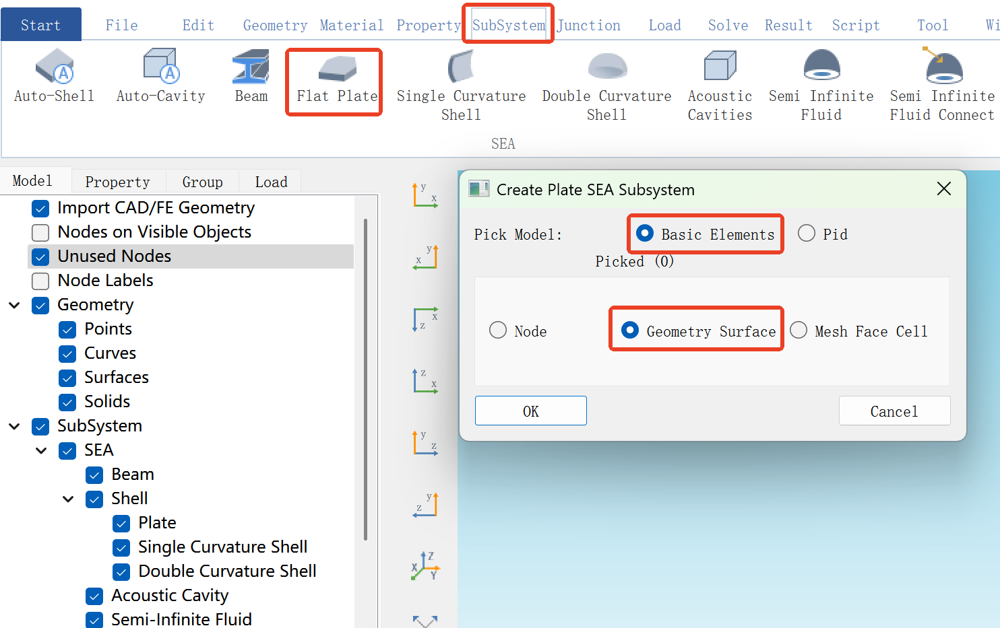 Start File Edit Geometry Material Property SubSystem Junction Load Solve Result Script Tool
Auto-Shell Auto-Cavity Beam Flat Plate Single Curvature Shell Double Curvature Shell Acoustic Cavities Semi Infinite Fluid Semi Infinite Fluid Connect
SEA
Model Property Group Load
Import CAD/FE Geometry
Nodes on Visible Objects
Unused Nodes
Node Labels
Geometry
Points
Curves
Surfaces
Solids
SubSystem
SEA
Beam
Shell
Plate
Single Curvature Shell
Double Curvature Shell
Acoustic Cavity
Semi-Infinite Fluid
y
x
y
x
x
z
z
x
y
z
y
z
Z
X
Y
Create Plate SEA Subsystem
Pick Model: Basic Elements Pid
Picked (0)
Node Geometry Surface Mesh Face Cell
OK Cancel